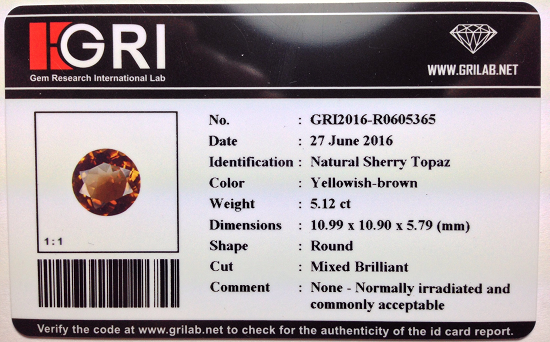 GRI
Gem Research International Lab
WWW.GRILAB.NET
No. : GRI2016-R0605365
Date : 27 June 2016
Identification : Natural Sherry Topaz
Color : Yellowish-brown
Weight : 5.12 ct
Dimensions : 10.99 x 10.90 x 5.79 (mm)
Shape : Round
Cut : Mixed Brilliant
Comment : None - Normally irradiated and
commonly acceptable
1:1
Verify the code at www.grilab.net to check for the authenticity of the id card report.